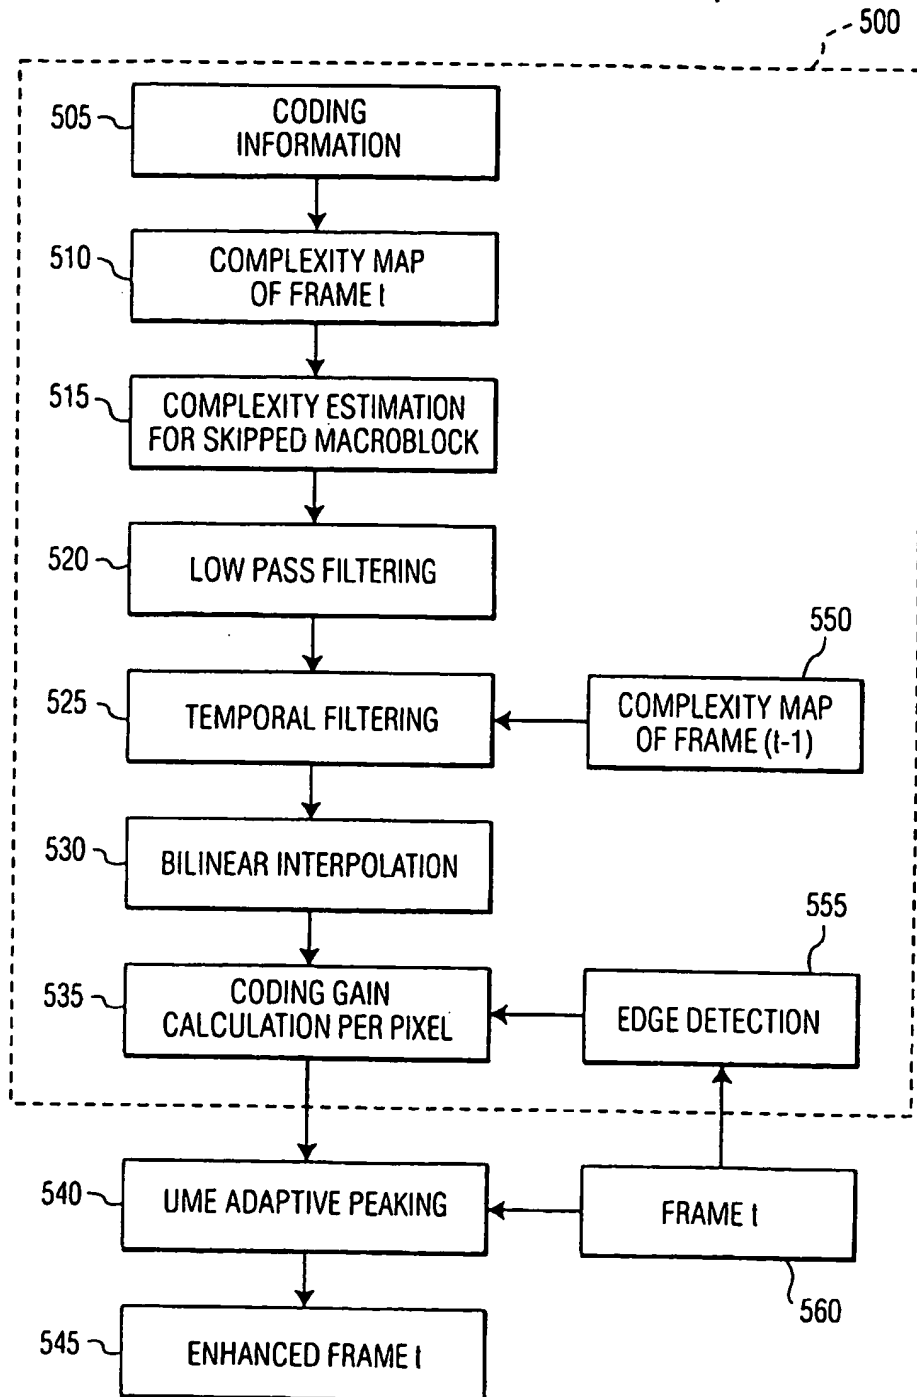 500
505
CODING
INFORMATION
510
COMPLEXITY MAP
OF FRAME t
515
COMPLEXITY ESTIMATION
FOR SKIPPED MACROBLOCK
520
LOW PASS FILTERING
550
525
TEMPORAL FILTERING
COMPLEXITY MAP
OF FRAME (t-1)
530
BILINEAR INTERPOLATION
555
535
CODING GAIN
CALCULATION PER PIXEL
EDGE DETECTION
540
UME ADAPTIVE PEAKING
FRAME t
560
545
ENHANCED FRAME t